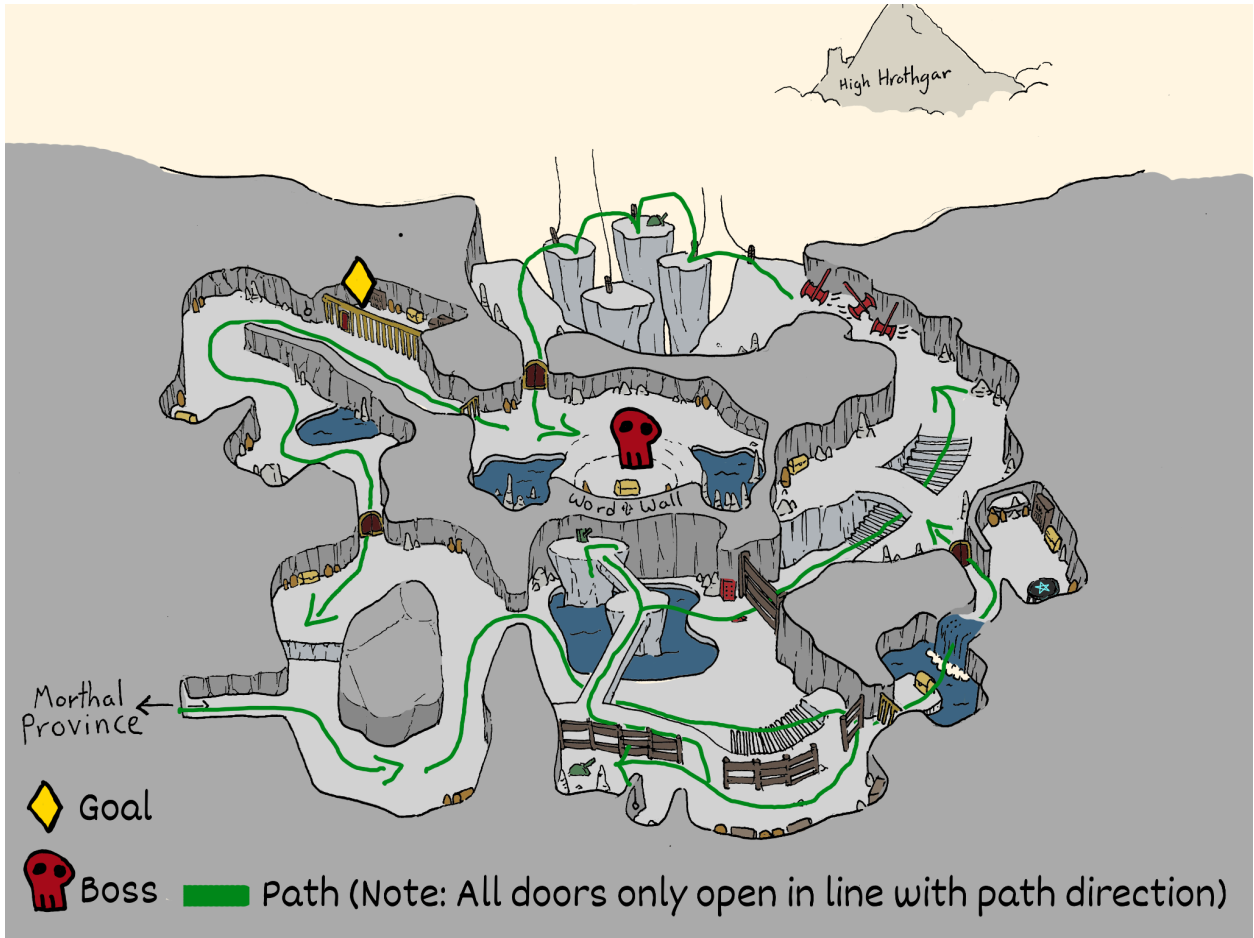 High Hrothgar
Word Wall
Morthal
Province
Goal
Boss
Path (Note: All doors only open in line with path direction)